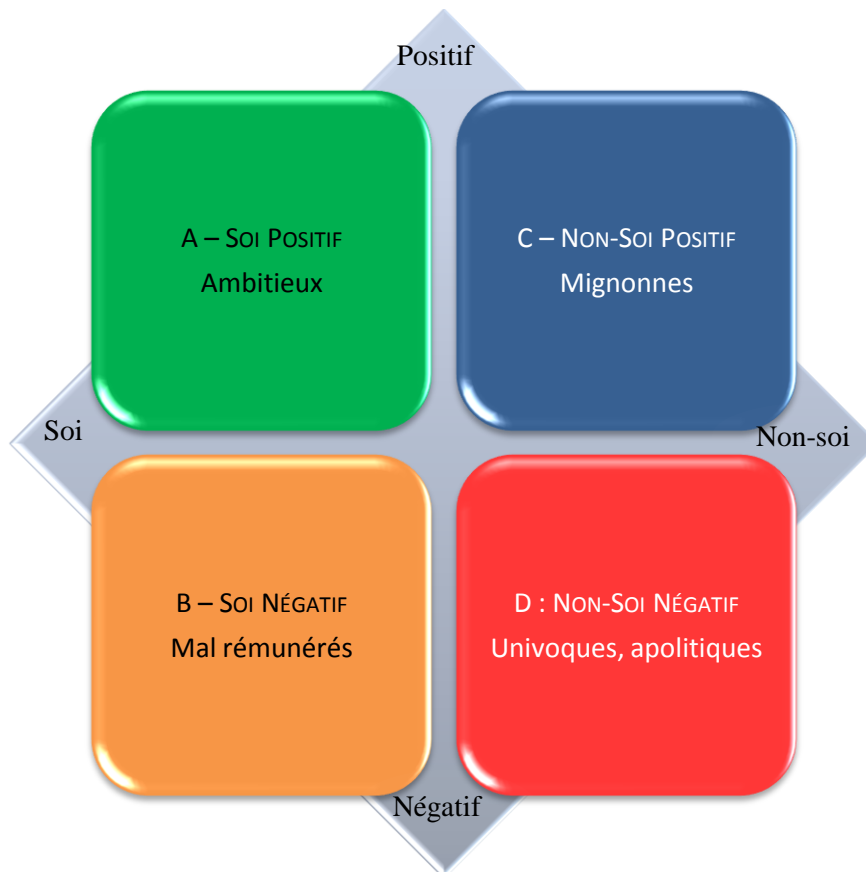 Positif
A – SOI POSITIF
Ambitieux
C – NON-SOI POSITIF
Mignonnes
Soi
Non-soi
B – SOI NÉGATIF
Mal rémunérés
D : NON-SOI NÉGATIF
Univoques, apolitiques
Négatif